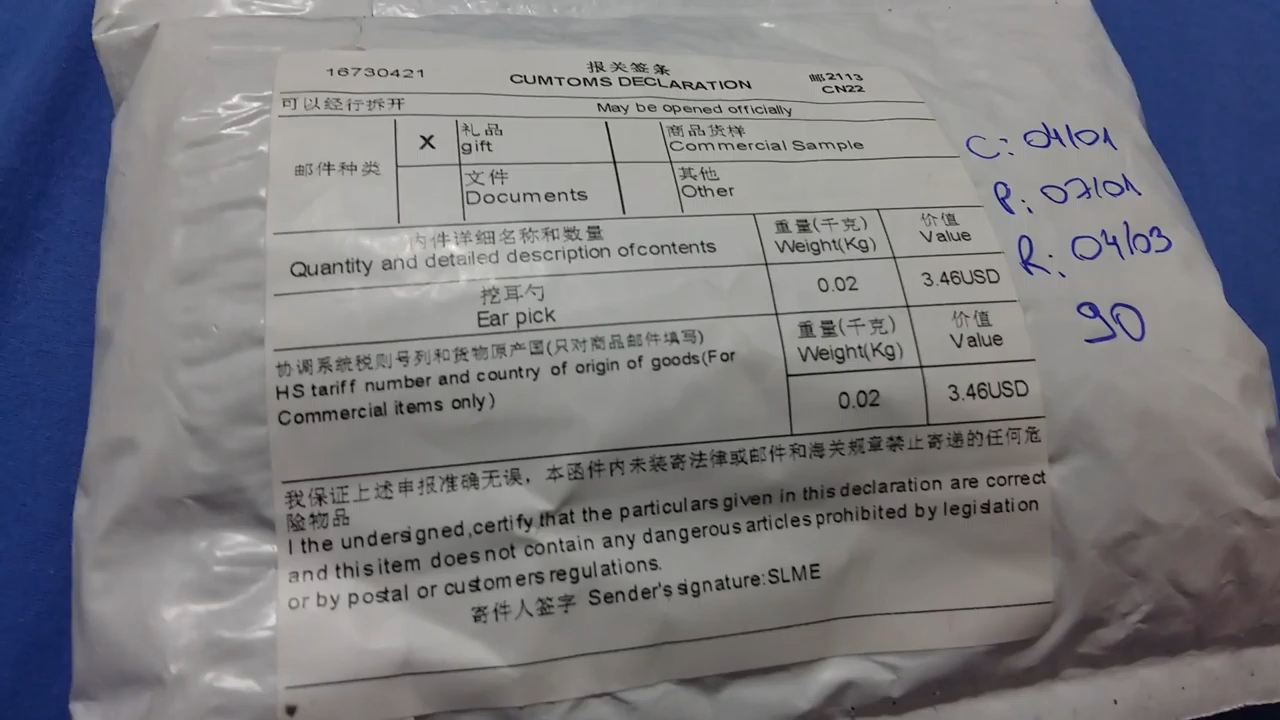 16730421
报关签条
CUMTOMS DECLARATION
邮2113
CN22
可以经行拆开
May be opened officially
邮件种类
X
礼品
gift
商品货样
Commercial Sample
文件
Documents
其他
Other
内件详细名称和数量
Quantity and detailed description of contents
重量(千克)
Weight(Kg)
价值
Value
挖耳勺
Ear pick
0.02
3.46USD
协调系统税则号列和货物原产国(只对商品邮件填写)
HS tariff number and country of origin of goods(For
Commercial items only)
重量(千克)
Weight(Kg)
价值
Value
0.02
3.46USD
我保证上述申报准确无误，本函件内未装寄法律或邮件和海关规章禁止寄递的任何危
险物品
I the undersigned,certify,that the particulars given in this declaration are correct
and this item does not contain any dangerous articles prohibited by legislation
or by postal or customers regulations.
寄件人签字 Sender's signature:SLME
C: 04/01
P: 07/01
R: 04/03
90